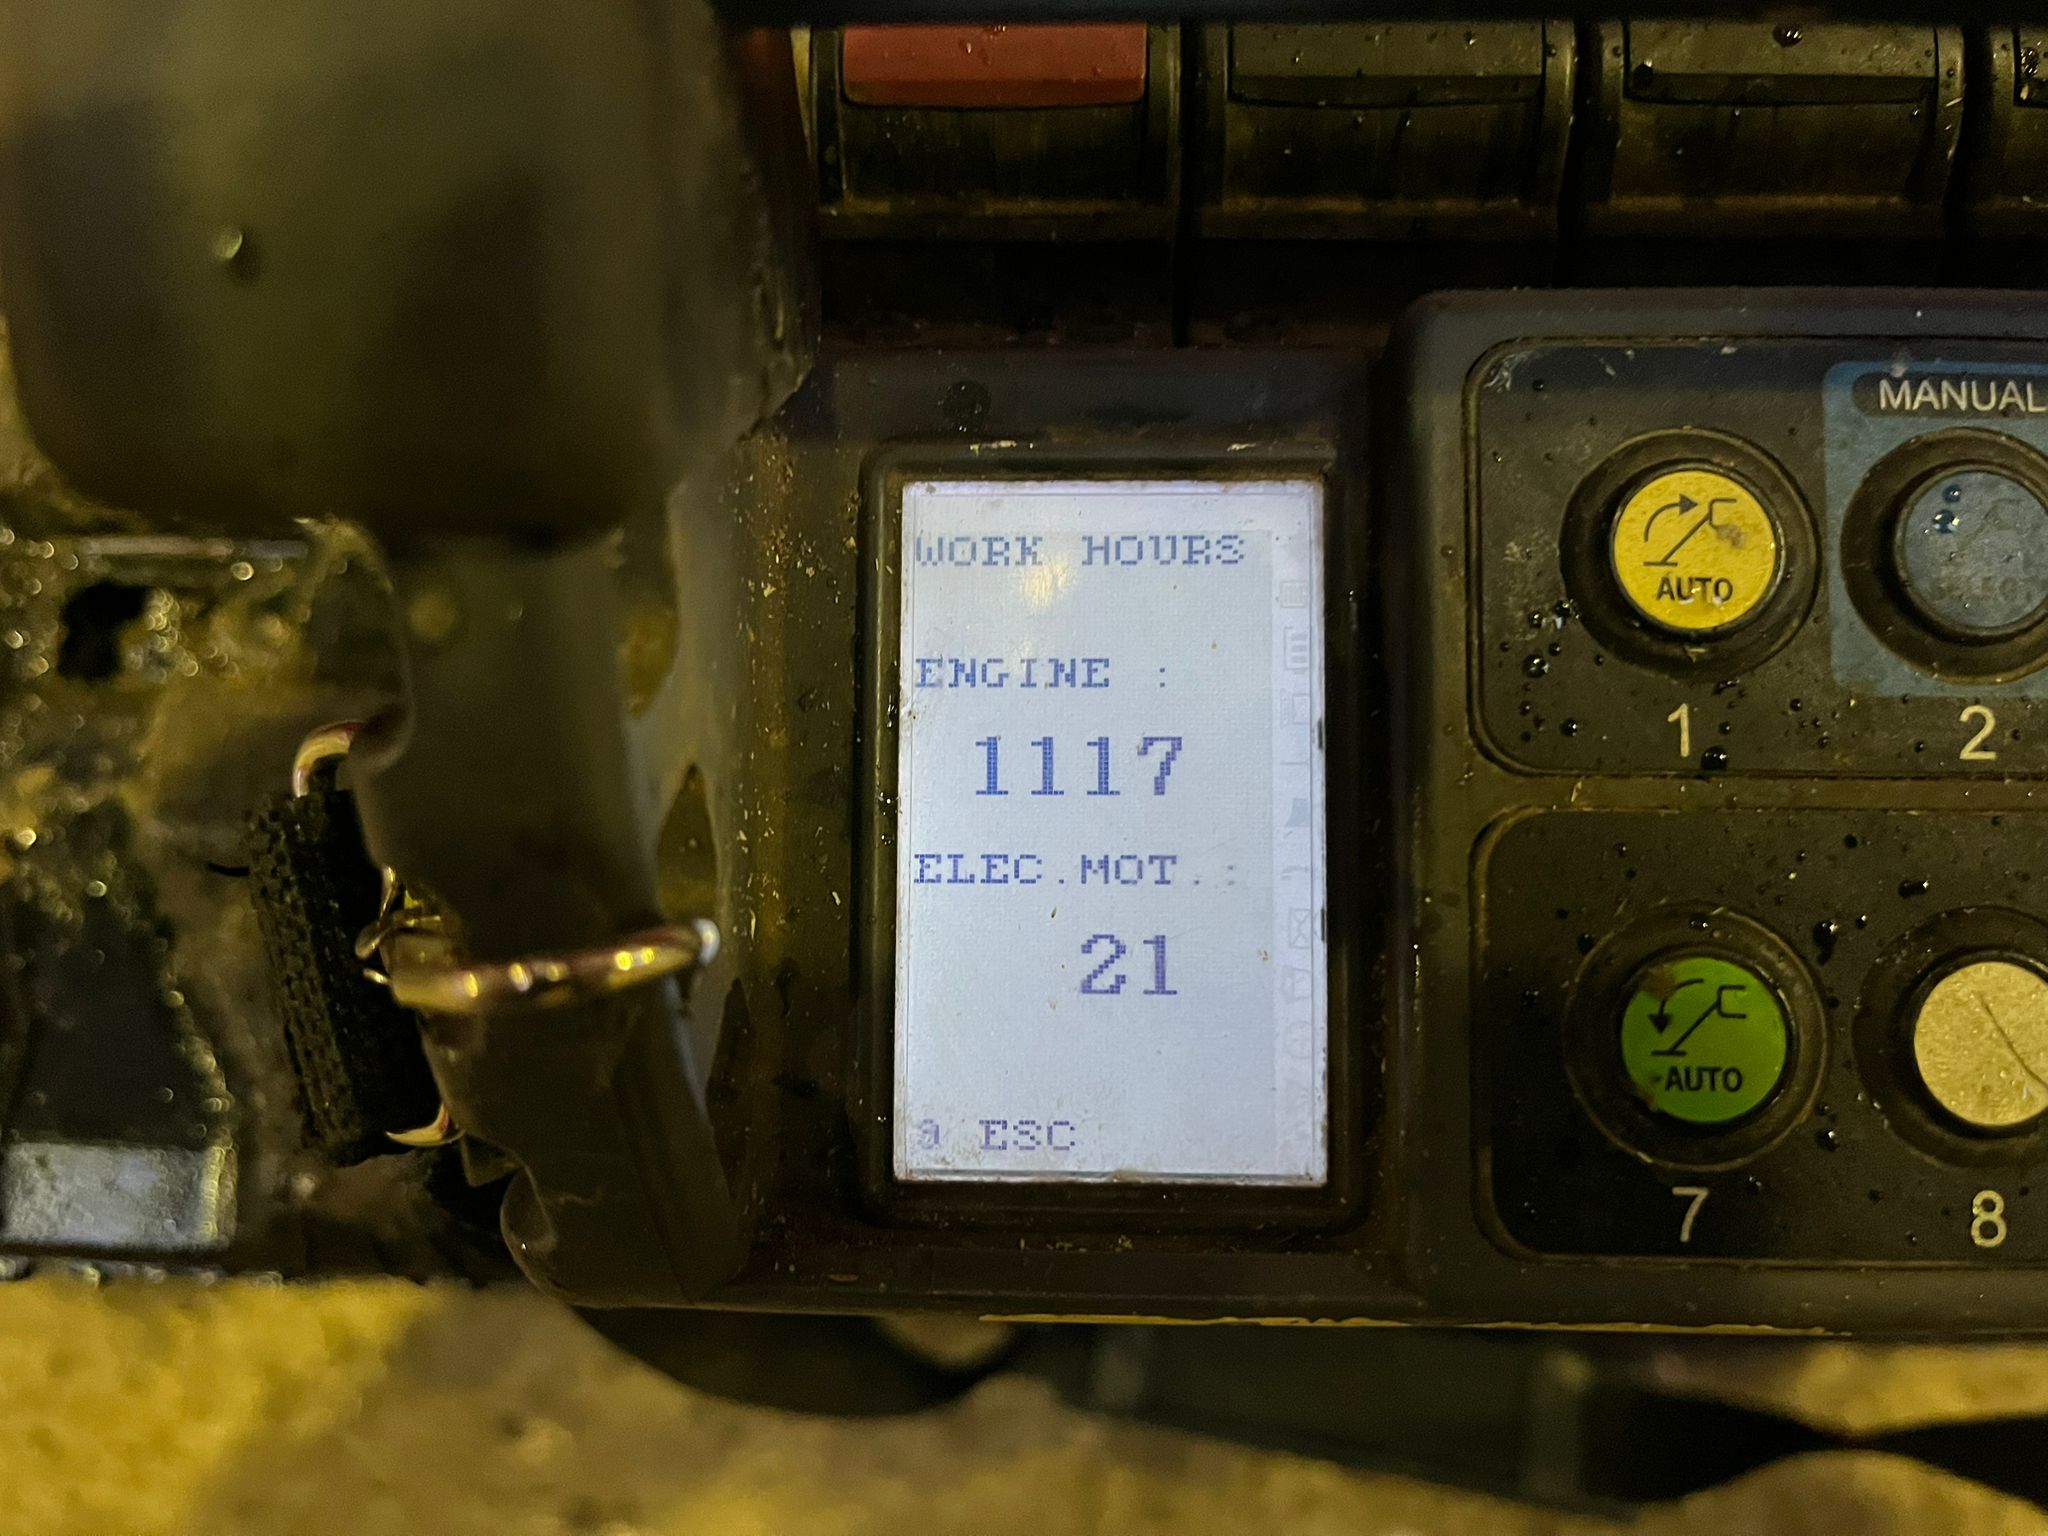 WORK HOURS
ENGINE :
1117
ELEC.MOT.:
21
a ESC
MANUAL
AUTO
1
2
AUTO
7
8